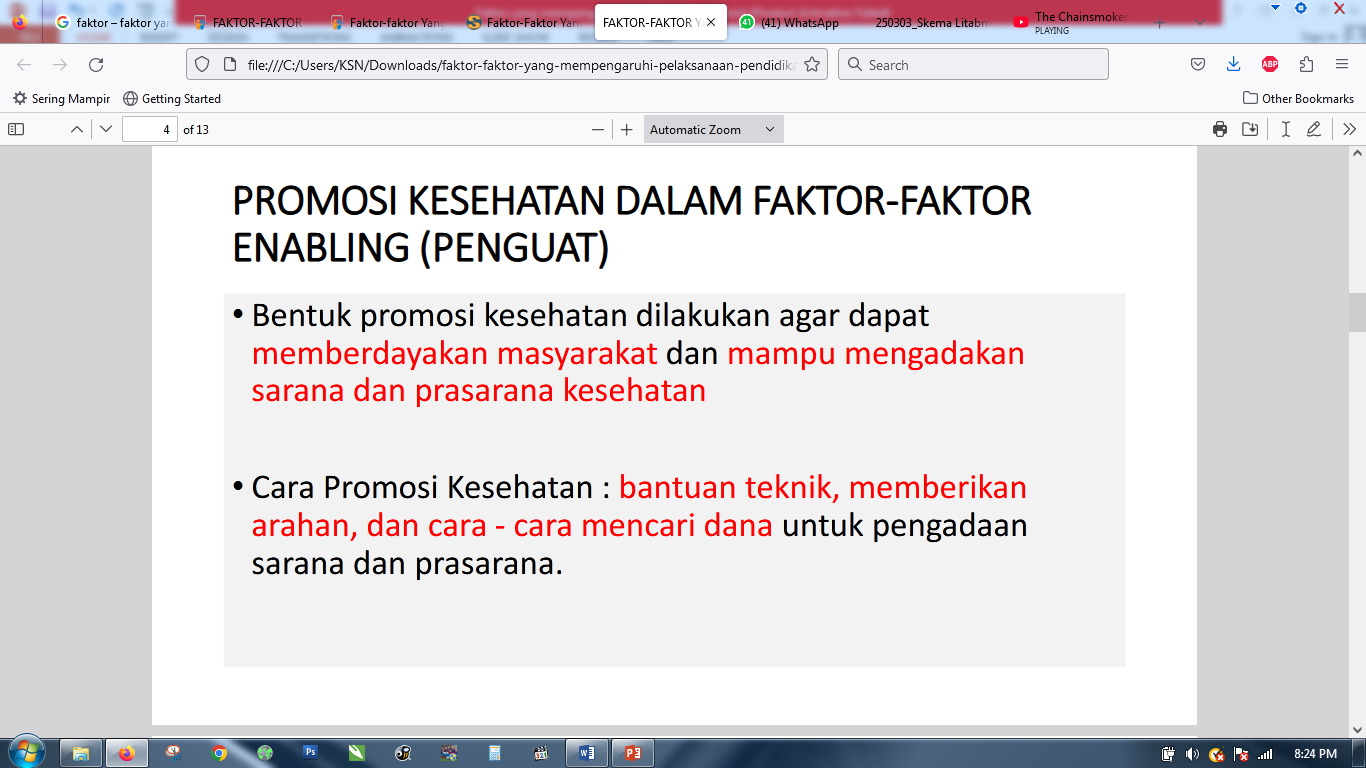 faktor – faktor yar
FAKTOR-FAKTOR
Faktor-faktor Yang
Faktor-Faktor Yan
FAKTOR-FAKTOR Y
(41) WhatsApp
250303_Skema Litabm
The Chainsmoker
PLAYING
file:///C:/Users/KSN/Downloads/faktor-faktor-yang-mempengaruhi-pelaksanaan-pendidika
Search
Sering Mampir
Getting Started
Other Bookmarks
4 of 13
Automatic Zoom
PROMOSI KESEHATAN DALAM FAKTOR-FAKTOR
ENABLING (PENGUAT)
• Bentuk promosi kesehatan dilakukan agar dapat
memberdayakan masyarakat dan mampu mengadakan
sarana dan prasarana kesehatan
• Cara Promosi Kesehatan : bantuan teknik, memberikan
arahan, dan cara - cara mencari dana untuk pengadaan
sarana dan prasarana.
8:24 PM